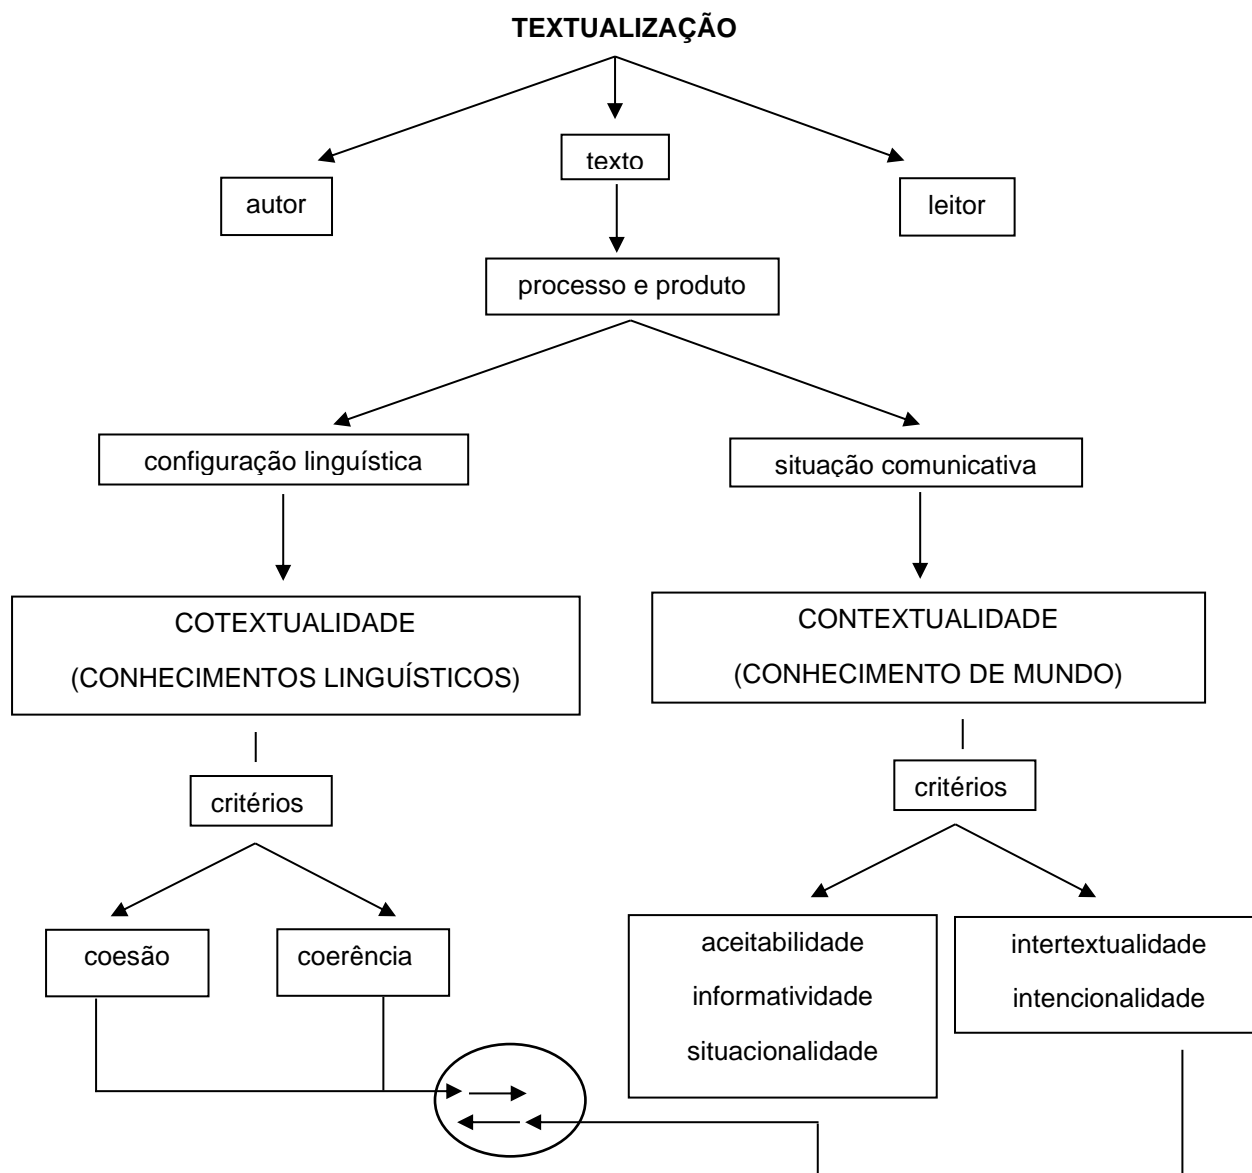 TEXTUALIZAÇÃO
texto
autor
leitor
processo e produto
configuração linguística
situação comunicativa
COTEXTUALIDADE
(CONHECIMENTOS LINGUÍSTICOS)
CONTEXTUALIDADE
(CONHECIMENTO DE MUNDO)
critérios
critérios
coesão
coerência
aceitabilidade
informatividade
situacionalidade
intertextualidade
intencionalidade